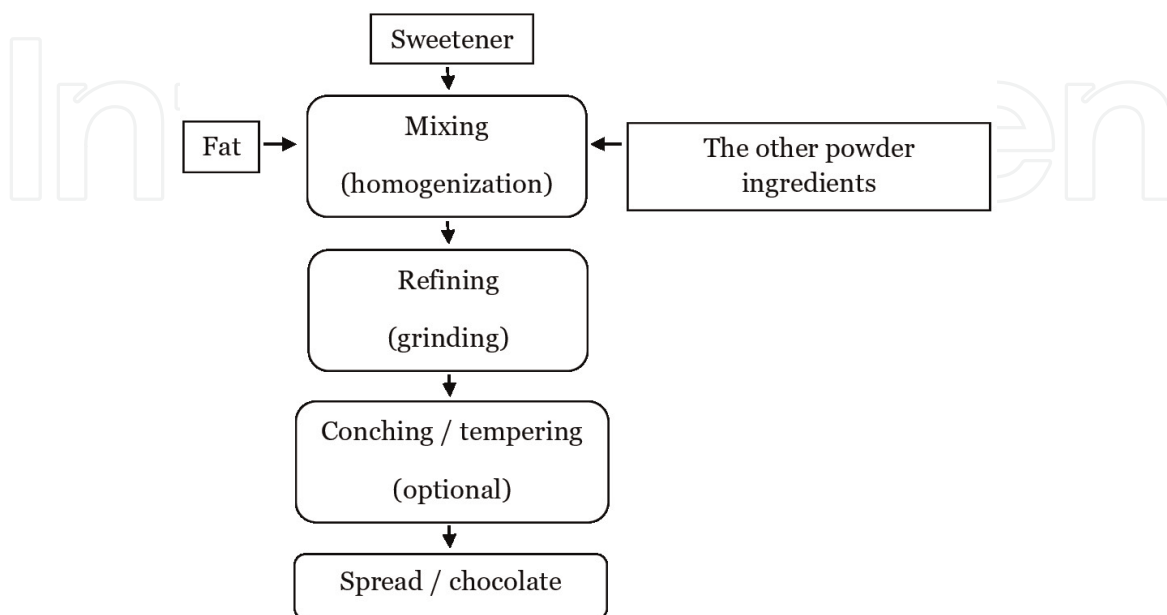 Sweetener
Fat
Mixing
(homogenization)
The other powder
ingredients
Refining
(grinding)
Conching / tempering
(optional)
Spread / chocolate